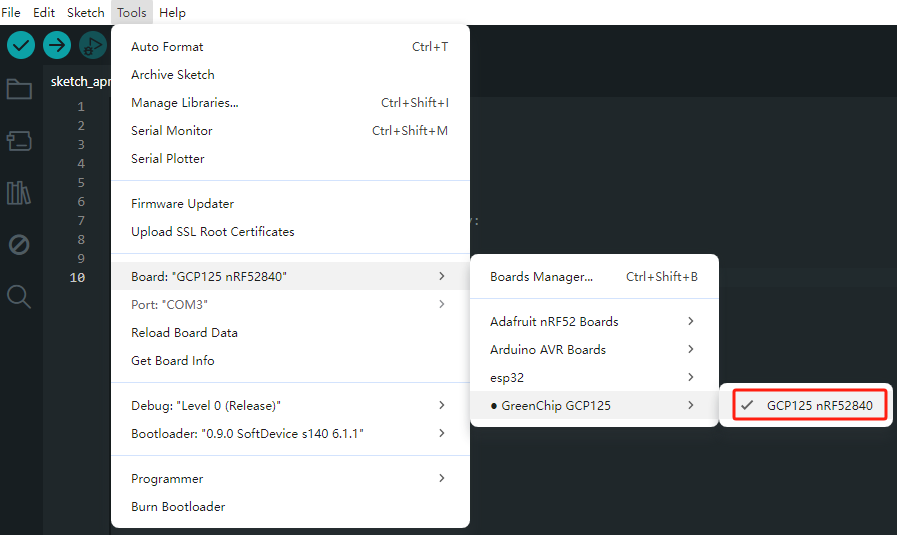 File Edit Sketch Tools Help
Auto Format Ctrl+T
Archive Sketch
Manage Libraries... Ctrl+Shift+I
Serial Monitor Ctrl+Shift+M
Serial Plotter
Firmware Updater
Upload SSL Root Certificates
Board: "GCP125 nRF52840"
Port: "COM3"
Reload Board Data
Get Board Info
Debug: "Level 0 (Release)"
Bootloader: "0.9.0 SoftDevice s140 6.1.1"
Programmer
Burn Bootloader
sketch_apr
1
2
3
4
5
6
7
8
9
10
Boards Manager... Ctrl+Shift+B
Adafruit nRF52 Boards
Arduino AVR Boards
esp32
● GreenChip GCP125
GCP125 nRF52840